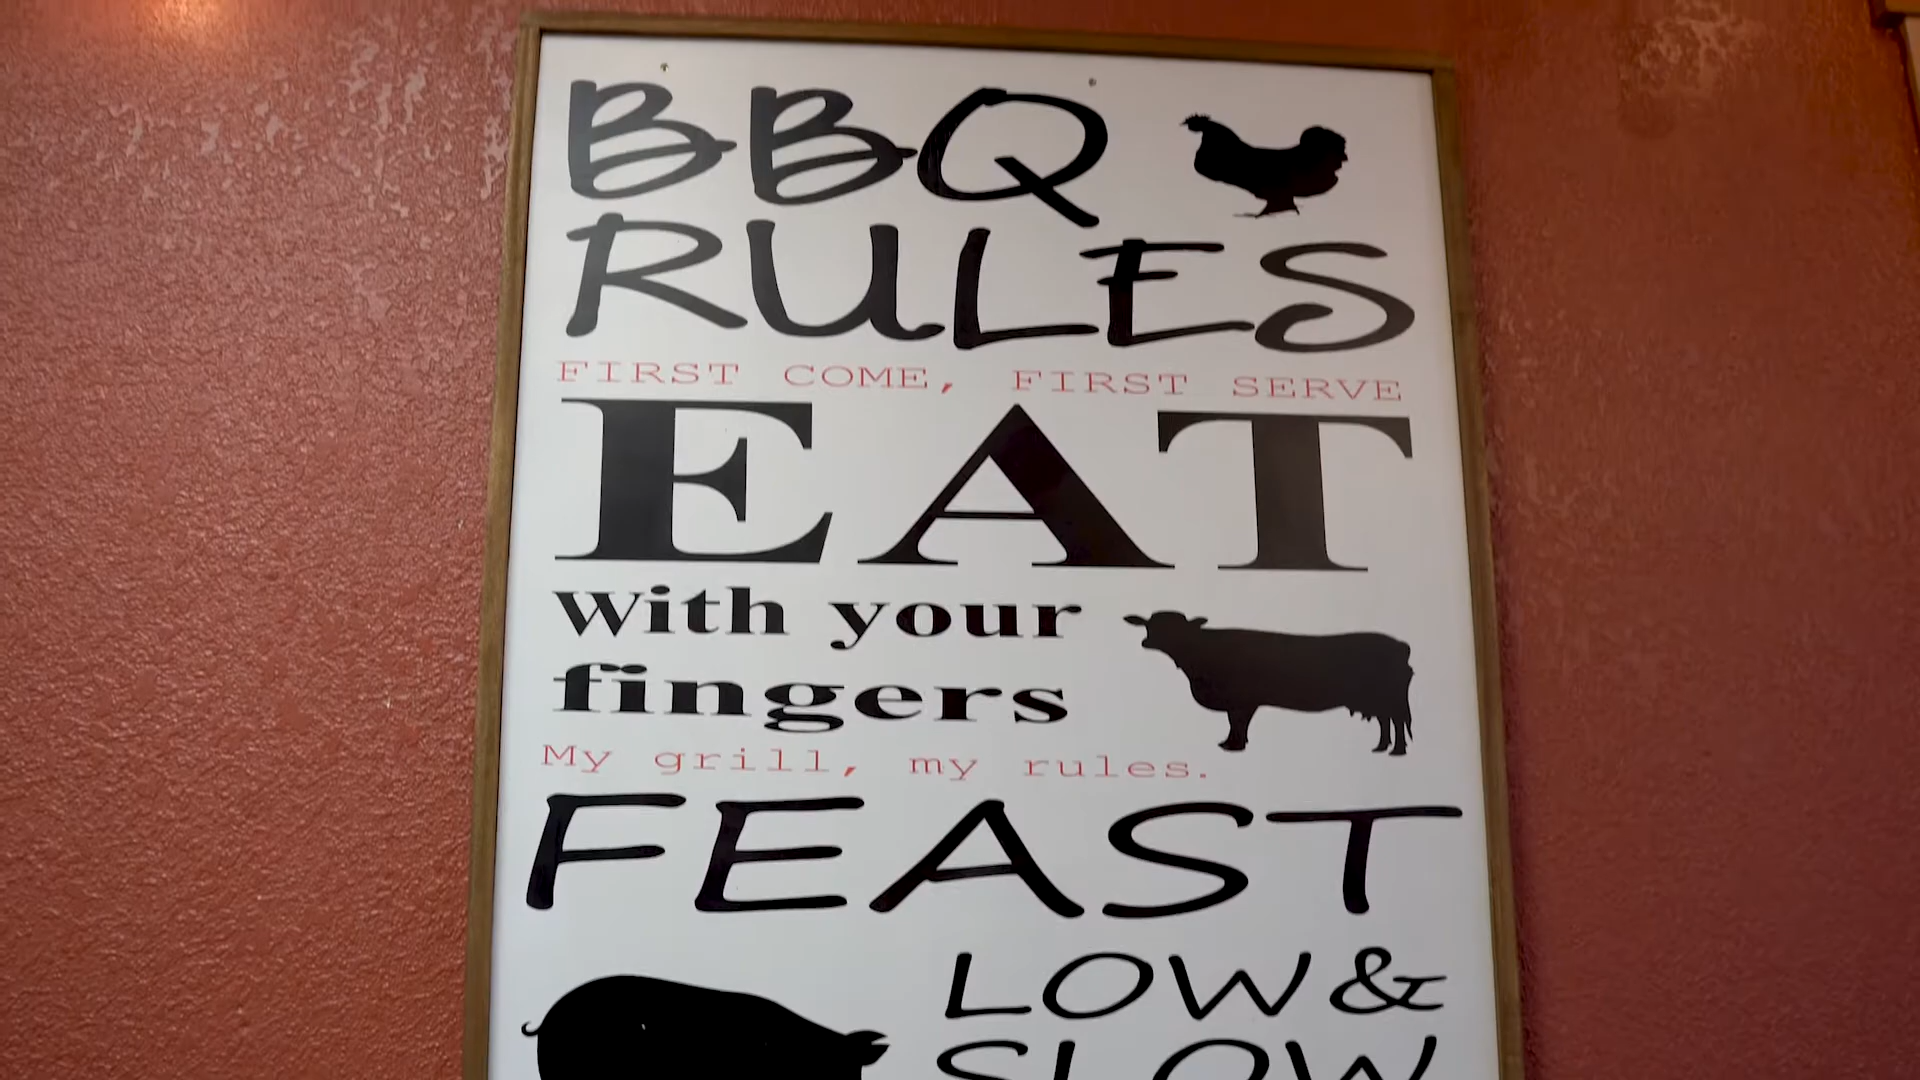 BBQ
RULES
FIRST COME, FIRST SERVE
EAT
with your
fingers
My grill, my rules.
FEAST
LOW &
SLOW